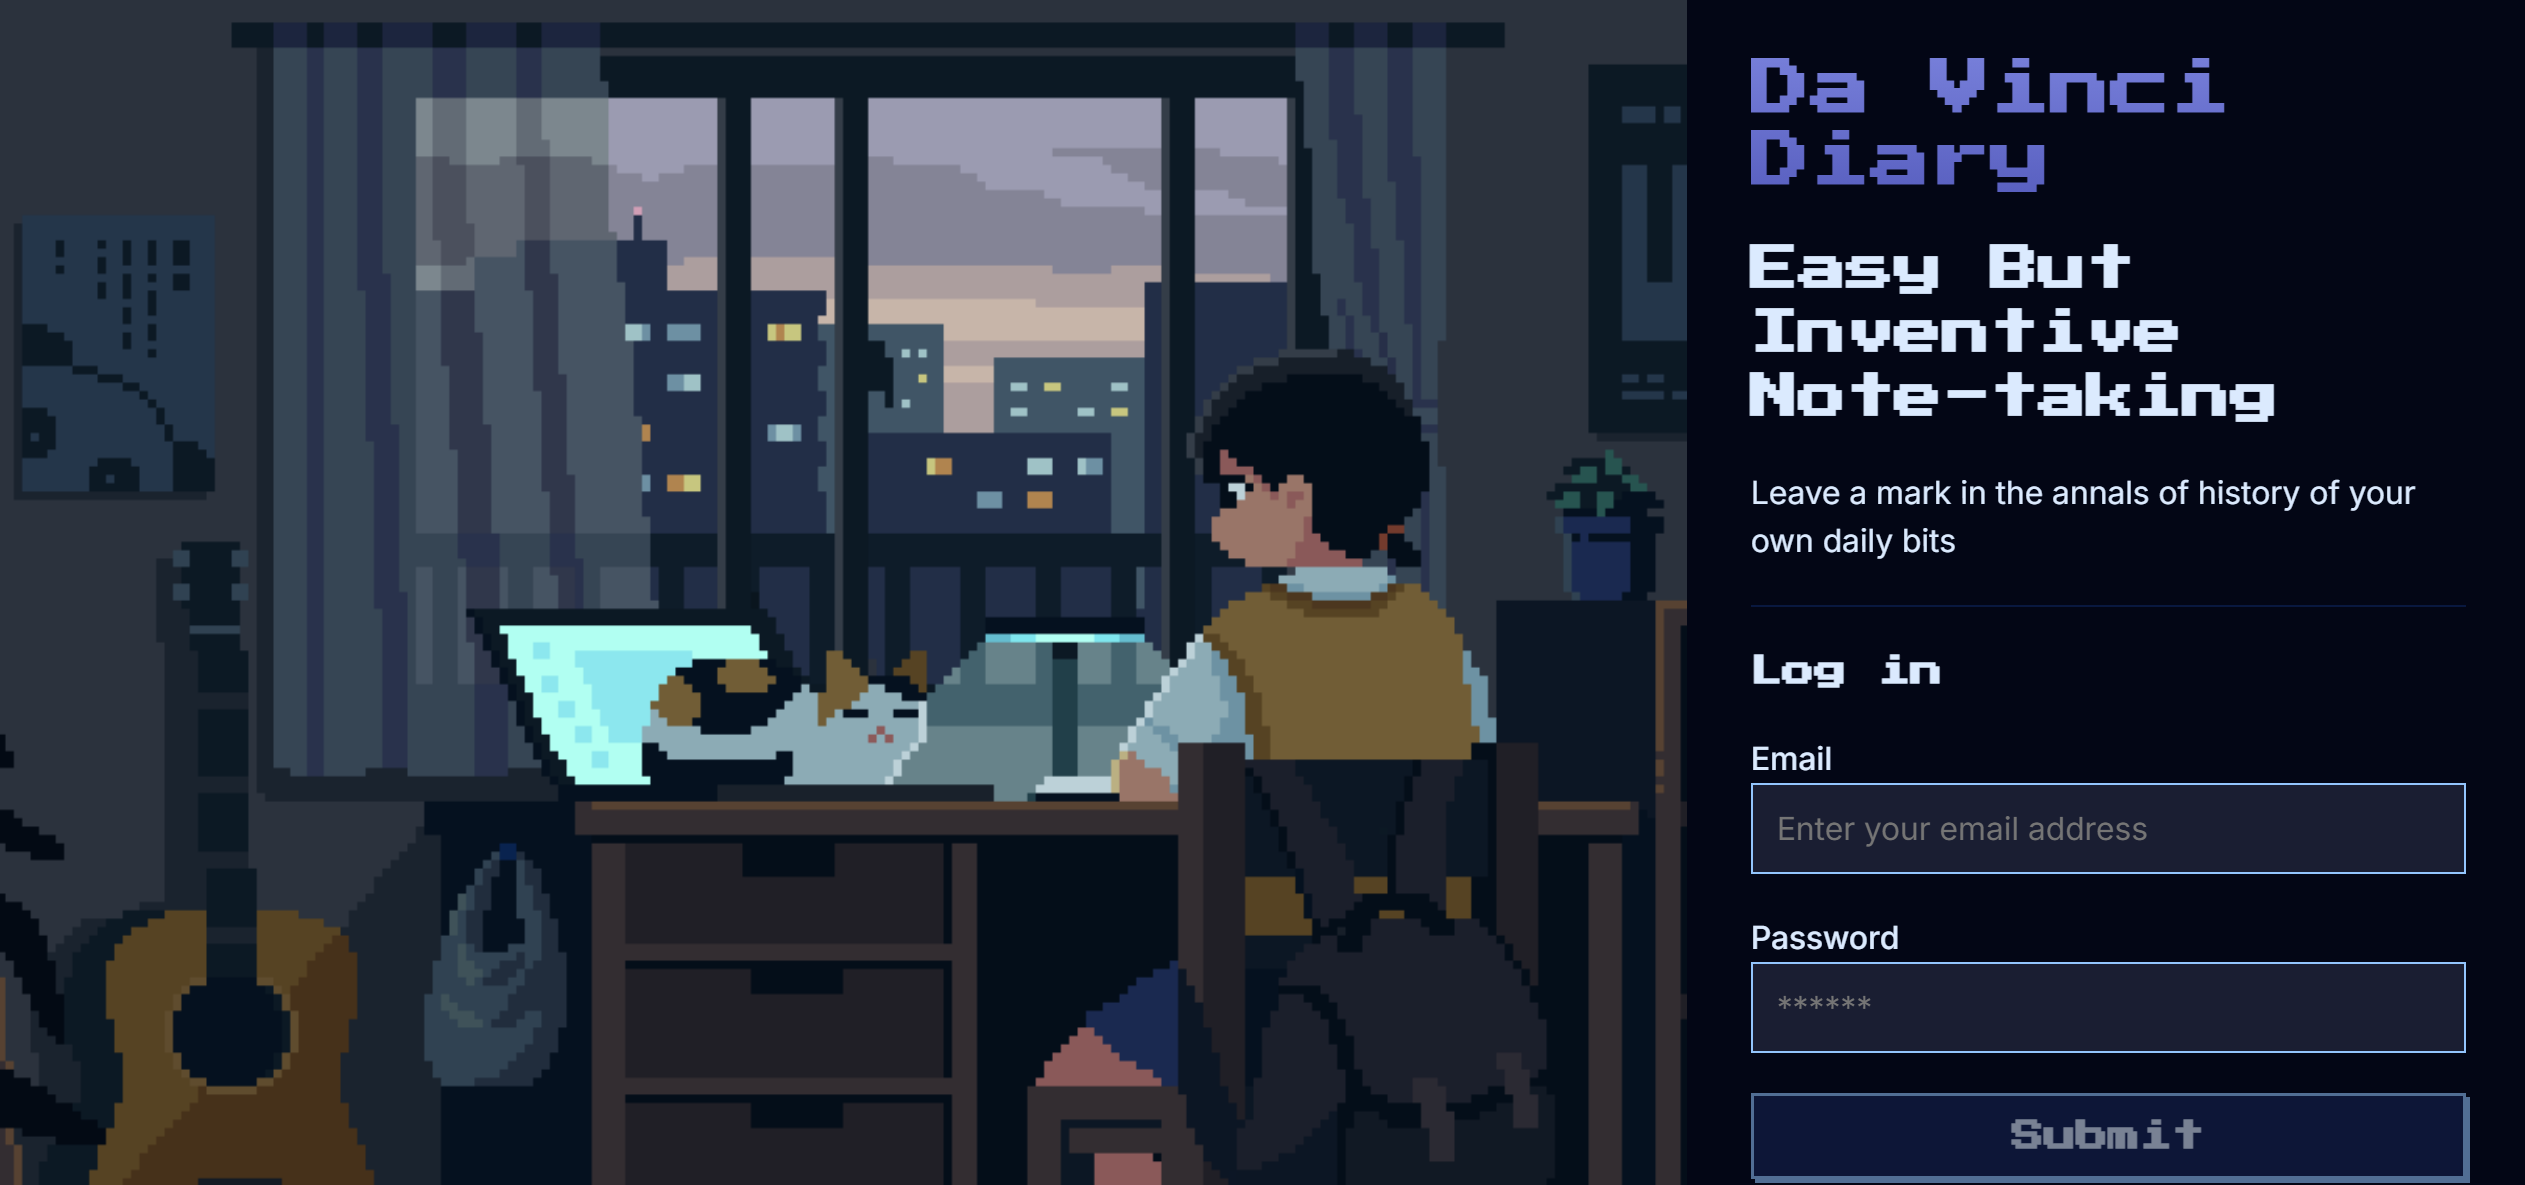 Da Vinci
Diary
Easy But
Inventive
Note-taking
Leave a mark in the annals of history of your
own daily bits
Log in
Email
Enter your email address
Password
******
Submit